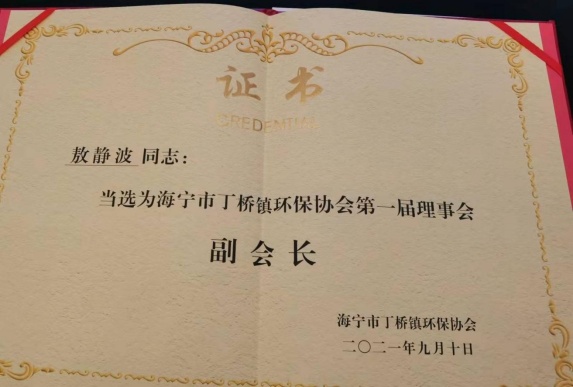 证书
CREDENTIAL
敖静波同志：
当选为海宁市丁桥镇环保协会第一届理事会
副会长
海宁市丁桥镇环保协会
二〇二一年九月十日